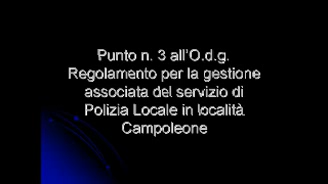 Punto n. 3 all'O.d.g.
Regolamento per la gestione
associata del servizio di
Polizia Locale in località
Campoleone